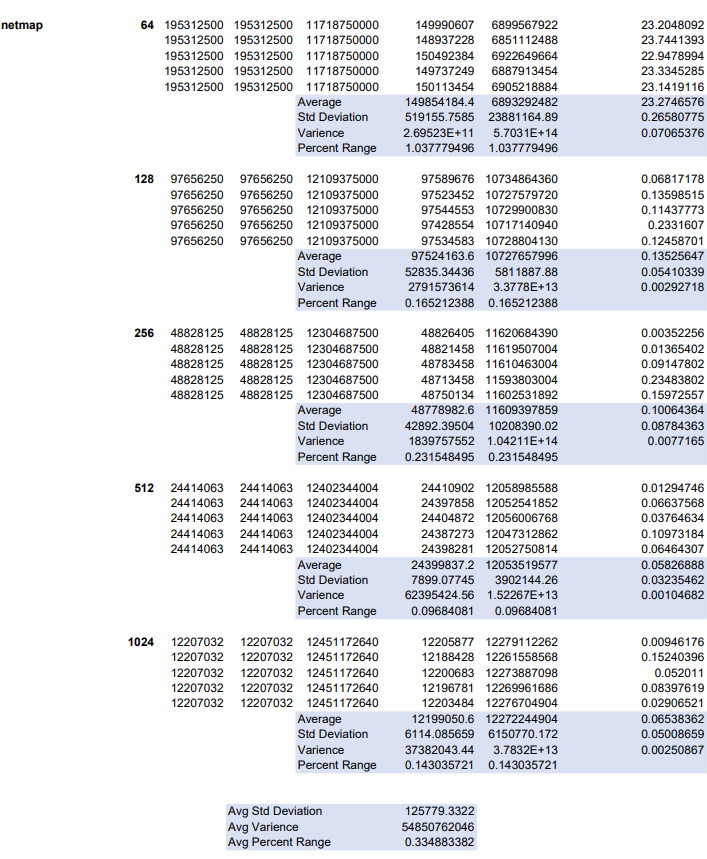 netmap 64 195312500 195312500 11718750000 149990607 6899567922 23.2048092
195312500 195312500 11718750000 148937228 6851112488 23.7441393
195312500 195312500 11718750000 150492384 6922649664 22.9478994
195312500 195312500 11718750000 149737249 6887913454 23.3345285
195312500 195312500 11718750000 150113454 6905218884 23.1419116
Average 149854184.4 6893292482 23.2746576
Std Deviation 519155.7585 23881164.89 0.26580775
Varience 2.69523E+11 5.7031E+14 0.07065376
Percent Range 1.037779496 1.037779496
128 97656250 97656250 12109375000 97589676 10734864360 0.06817178
97656250 97656250 12109375000 97523452 10727579720 0.13598515
97656250 97656250 12109375000 97544553 10729900830 0.11437773
97656250 97656250 12109375000 97428554 10717140940 0.2331607
97656250 97656250 12109375000 97534583 10728804130 0.12458701
Average 97524163.6 10727657996 0.13525647
Std Deviation 52835.34436 5811887.88 0.05410339
Varience 2791573614 3.3778E+13 0.00292718
Percent Range 0.165212388 0.165212388
256 48828125 48828125 12304687500 48826405 11620684390 0.00352256
48828125 48828125 12304687500 48821458 11619507004 0.01365402
48828125 48828125 12304687500 48783458 11610463004 0.09147802
48828125 48828125 12304687500 48713458 11593803004 0.23483802
48828125 48828125 12304687500 48750134 11602531892 0.15972557
Average 48778982.6 11609397859 0.10064364
Std Deviation 42892.39504 10208390.02 0.08784363
Varience 1839757552 1.04211E+14 0.0077165
Percent Range 0.231548495 0.231548495
512 24414063 24414063 12402344004 24410902 12058985588 0.01294746
24414063 24414063 12402344004 24397858 12052541852 0.06637568
24414063 24414063 12402344004 24404872 12056006768 0.03764634
24414063 24414063 12402344004 24387273 12047312862 0.10973184
24414063 24414063 12402344004 24398281 12052750814 0.06464307
Average 24399837.2 12053519577 0.05826888
Std Deviation 7899.07745 3902144.26 0.03235462
Varience 62395424.56 1.52267E+13 0.00104682
Percent Range 0.09684081 0.09684081
1024 12207032 12207032 12451172640 12205877 12279112262 0.00946176
12207032 12207032 12451172640 12188428 12261558568 0.15240396
12207032 12207032 12451172640 12200683 12273887098 0.052011
12207032 12207032 12451172640 12196781 12269961686 0.08397619
12207032 12207032 12451172640 12203484 12276704904 0.02906521
Average 12199050.6 12272244904 0.06538362
Std Deviation 6114.085659 6150770.172 0.05008659
Varience 37382043.44 3.7832E+13 0.00250867
Percent Range 0.143035721 0.143035721
Avg Std Deviation 125779.3322
Avg Varience 54850762046
Avg Percent Range 0.334883382